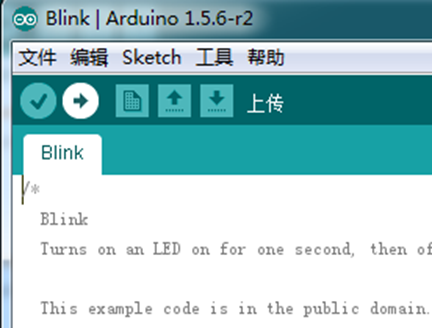 Blink | Arduino 1.5.6-r2
文件 编辑 Sketch 工具 帮助
上传
Blink
/*
Blink
Turns on an LED on for one second, then of
This example code is in the public domain.